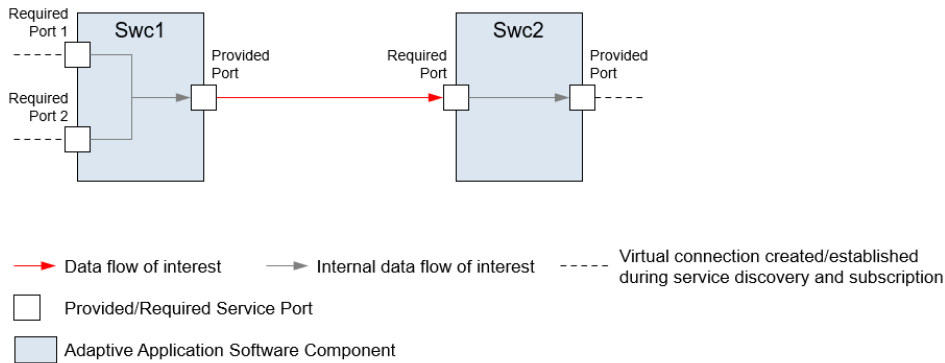 Required
Port 1
Swc1
Provided
Port
Required
Port 2
Required
Port
Swc2
Provided
Port
Data flow of interest
Internal data flow of interest
Virtual connection created/established
during service discovery and subscription
Provided/Required Service Port
Adaptive Application Software Component